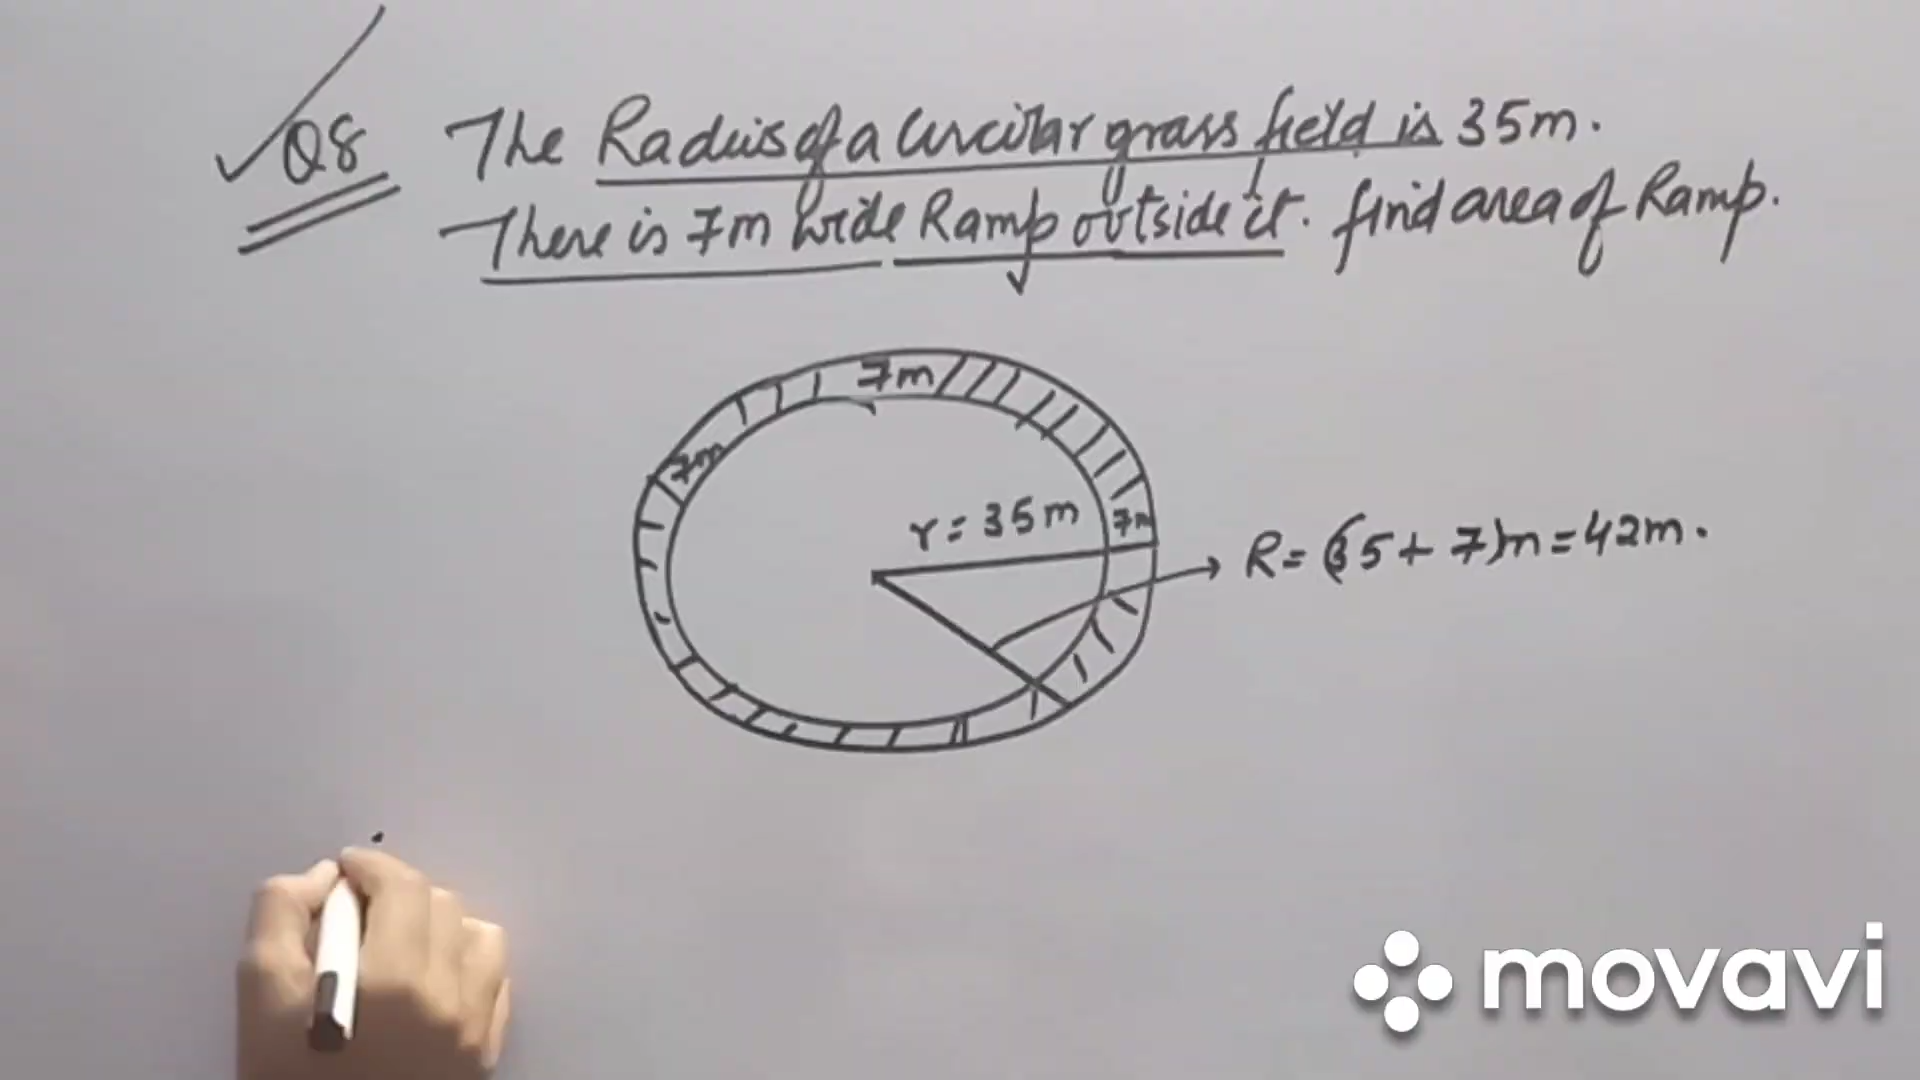 Q8 The Radius of a Circular grass field is 35m.
There is 7m wide Ramp outside it. find area of Ramp.
7m
7m
r = 35m
7m
R = (35 + 7)m = 42m.
movavi